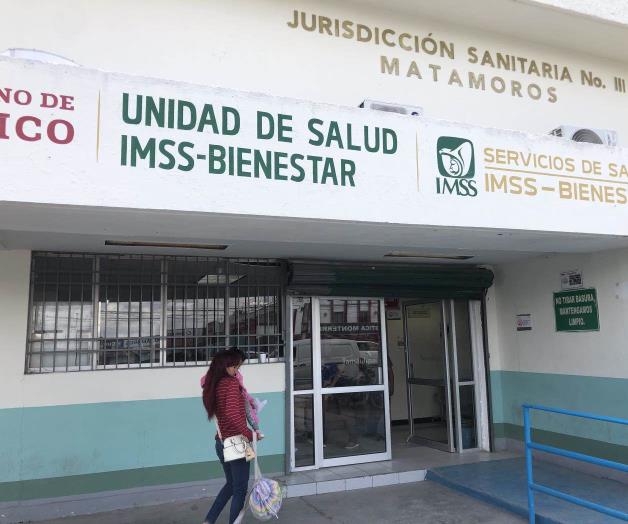 JURISDICCIÓN SANITARIA No. III
MATAMOROS
NO DE
ICO
UNIDAD DE SALUD
IMSS-BIENESTAR
IMSS
SERVICIOS DE SA
IMSS-BIENES
NO TIRAR BASURA,
MANTENGAMOS
LIMPIO.